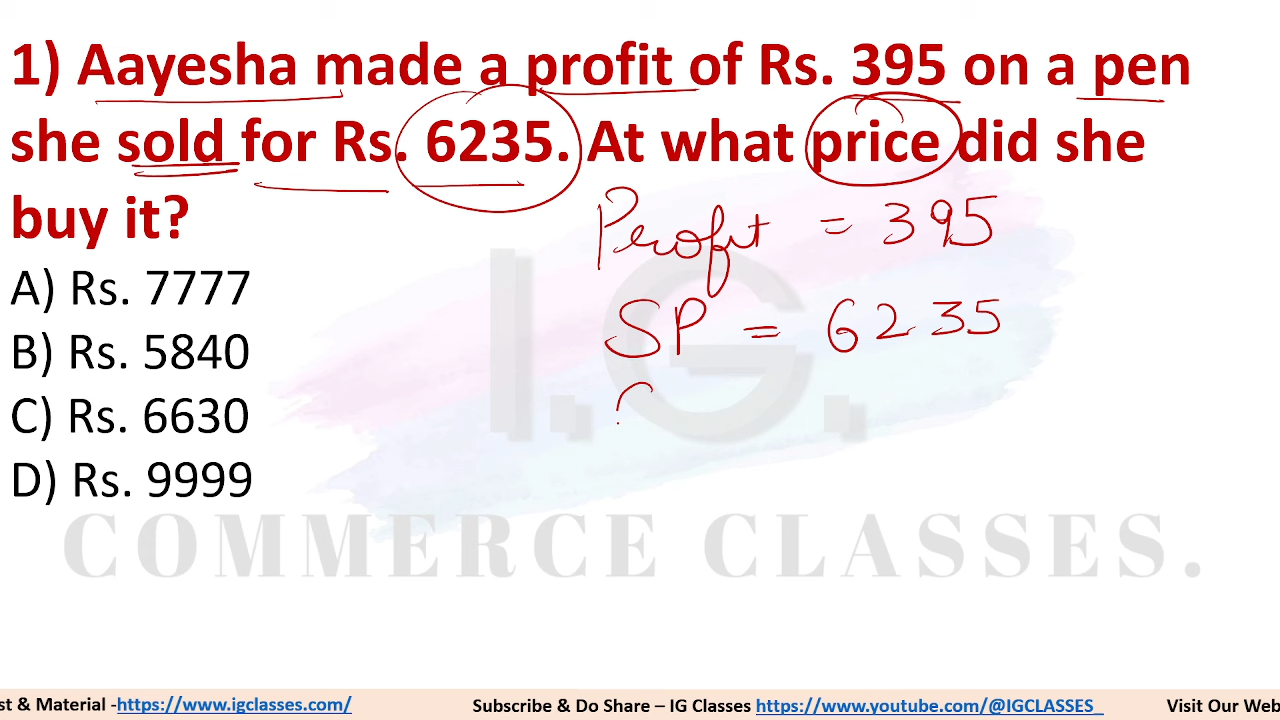 1) Aayesha made a profit of Rs. 395 on a pen
she sold for Rs. 6235. At what price did she
buy it?
Profit = 395
A) Rs. 7777
SP = 6235
B) Rs. 5840
C) Rs. 6630
D) Rs. 9999
I.G.
COMMERCE CLASSES.
st & Material -https://www.igclasses.com/
Subscribe & Do Share – IG Classes https://www.youtube.com/@IGCLASSES_
Visit Our Web